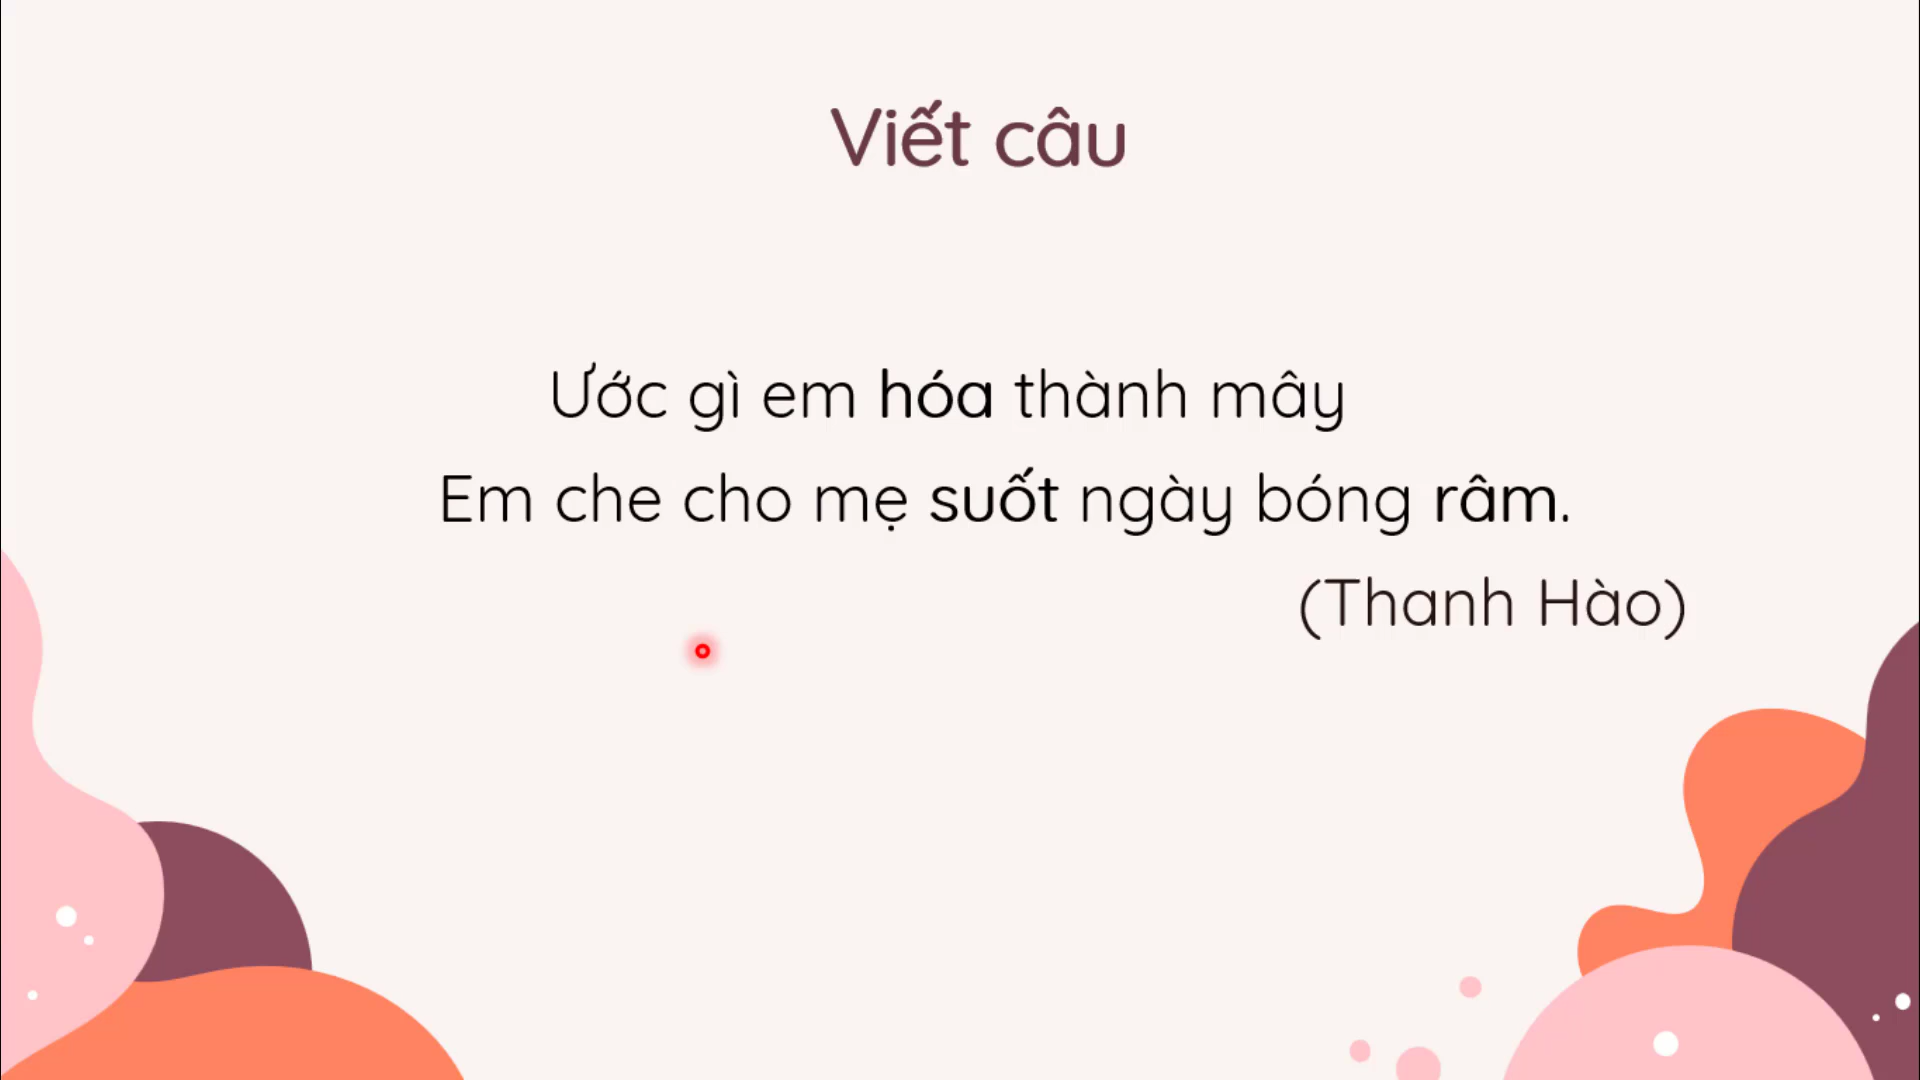 Viết câu
Ước gì em hóa thành mây
Em che cho mẹ suốt ngày bóng râm.
(Thanh Hào)